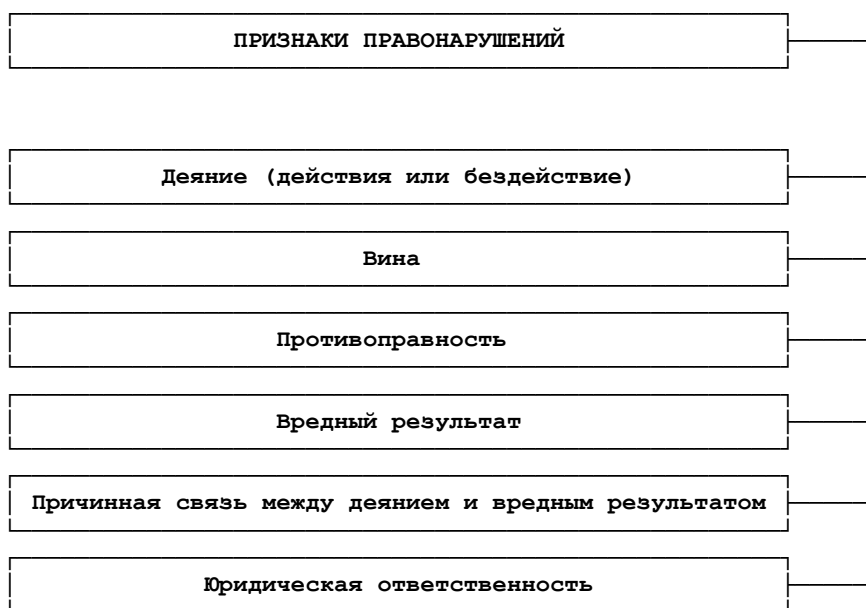 ПРИЗНАКИ ПРАВОНАРУШЕНИЙ
Деяние (действия или бездействие)
Вина
Противоправность
Вредный результат
Причинная связь между деянием и вредным результатом
Юридическая ответственность